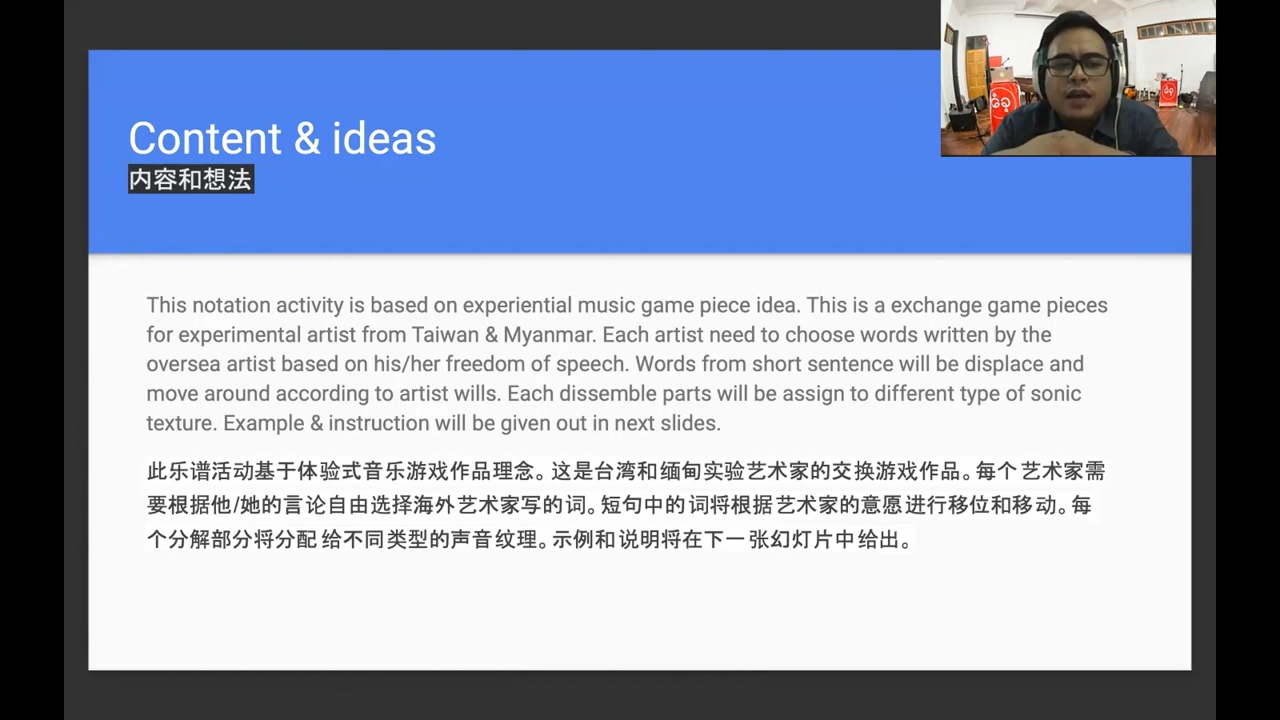 Content & ideas
内容和想法
This notation activity is based on experiential music game piece idea. This is a exchange game pieces
for experimental artist from Taiwan & Myanmar. Each artist need to choose words written by the
oversea artist based on his/her freedom of speech. Words from short sentence will be displace and
move around according to artist wills. Each dissemble parts will be assign to different type of sonic
texture. Example & instruction will be given out in next slides.
此乐谱活动基于体验式音乐游戏作品理念。这是台湾和缅甸实验艺术家的交换游戏作品。每个艺术家需
要根据他/她的言论自由选择海外艺术家写的词。短句中的词将根据艺术家的意愿进行移位和移动。每
个分解部分将分配给不同类型的声音纹理。示例和说明将在下一张幻灯片中给出。